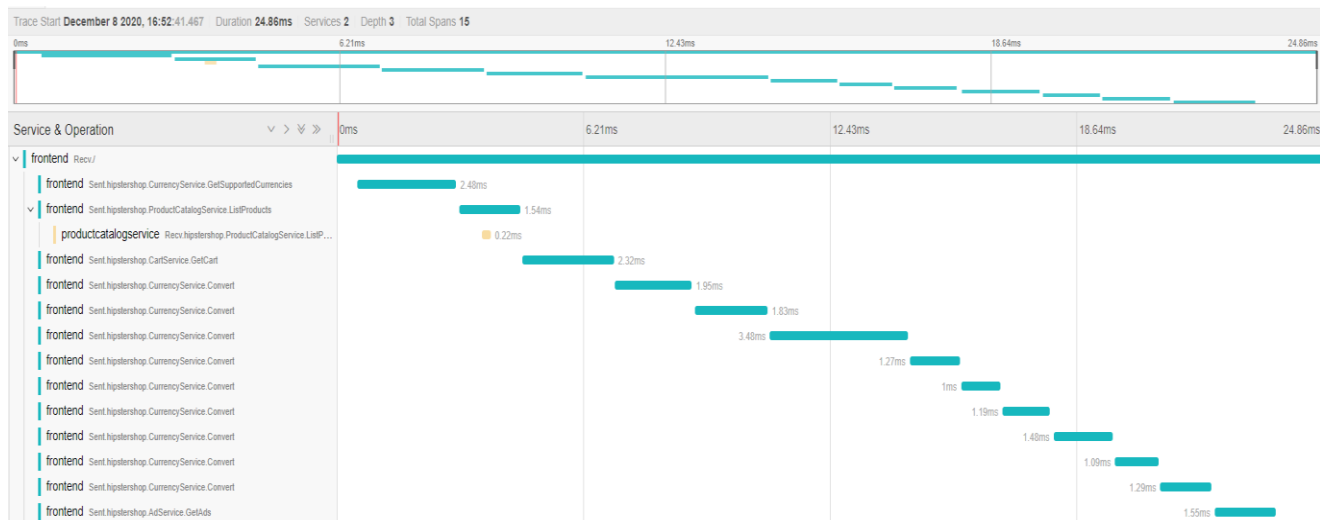 Trace Start December 8 2020, 16:52:41.467 Duration 24.86ms Services 2 Depth 3 Total Spans 15
0ms 6.21ms 12.43ms 18.64ms 24.86ms
Service & Operation 0ms 6.21ms 12.43ms 18.64ms 24.86ms
frontend Recv./
frontend Sent.hipstershop.CurrencyService.GetSupportedCurrencies 2.48ms
frontend Sent.hipstershop.ProductCatalogService.ListProducts 1.54ms
productcatalogservice Recv.hipstershop.ProductCatalogService.ListP... 0.22ms
frontend Sent.hipstershop.CartService.GetCart 2.32ms
frontend Sent.hipstershop.CurrencyService.Convert 1.95ms
frontend Sent.hipstershop.CurrencyService.Convert 1.83ms
frontend Sent.hipstershop.CurrencyService.Convert 3.48ms
frontend Sent.hipstershop.CurrencyService.Convert 1.27ms
frontend Sent.hipstershop.CurrencyService.Convert 1ms
frontend Sent.hipstershop.CurrencyService.Convert 1.19ms
frontend Sent.hipstershop.CurrencyService.Convert 1.48ms
frontend Sent.hipstershop.CurrencyService.Convert 1.09ms
frontend Sent.hipstershop.CurrencyService.Convert 1.29ms
frontend Sent.hipstershop.AdService.GetAds 1.55ms